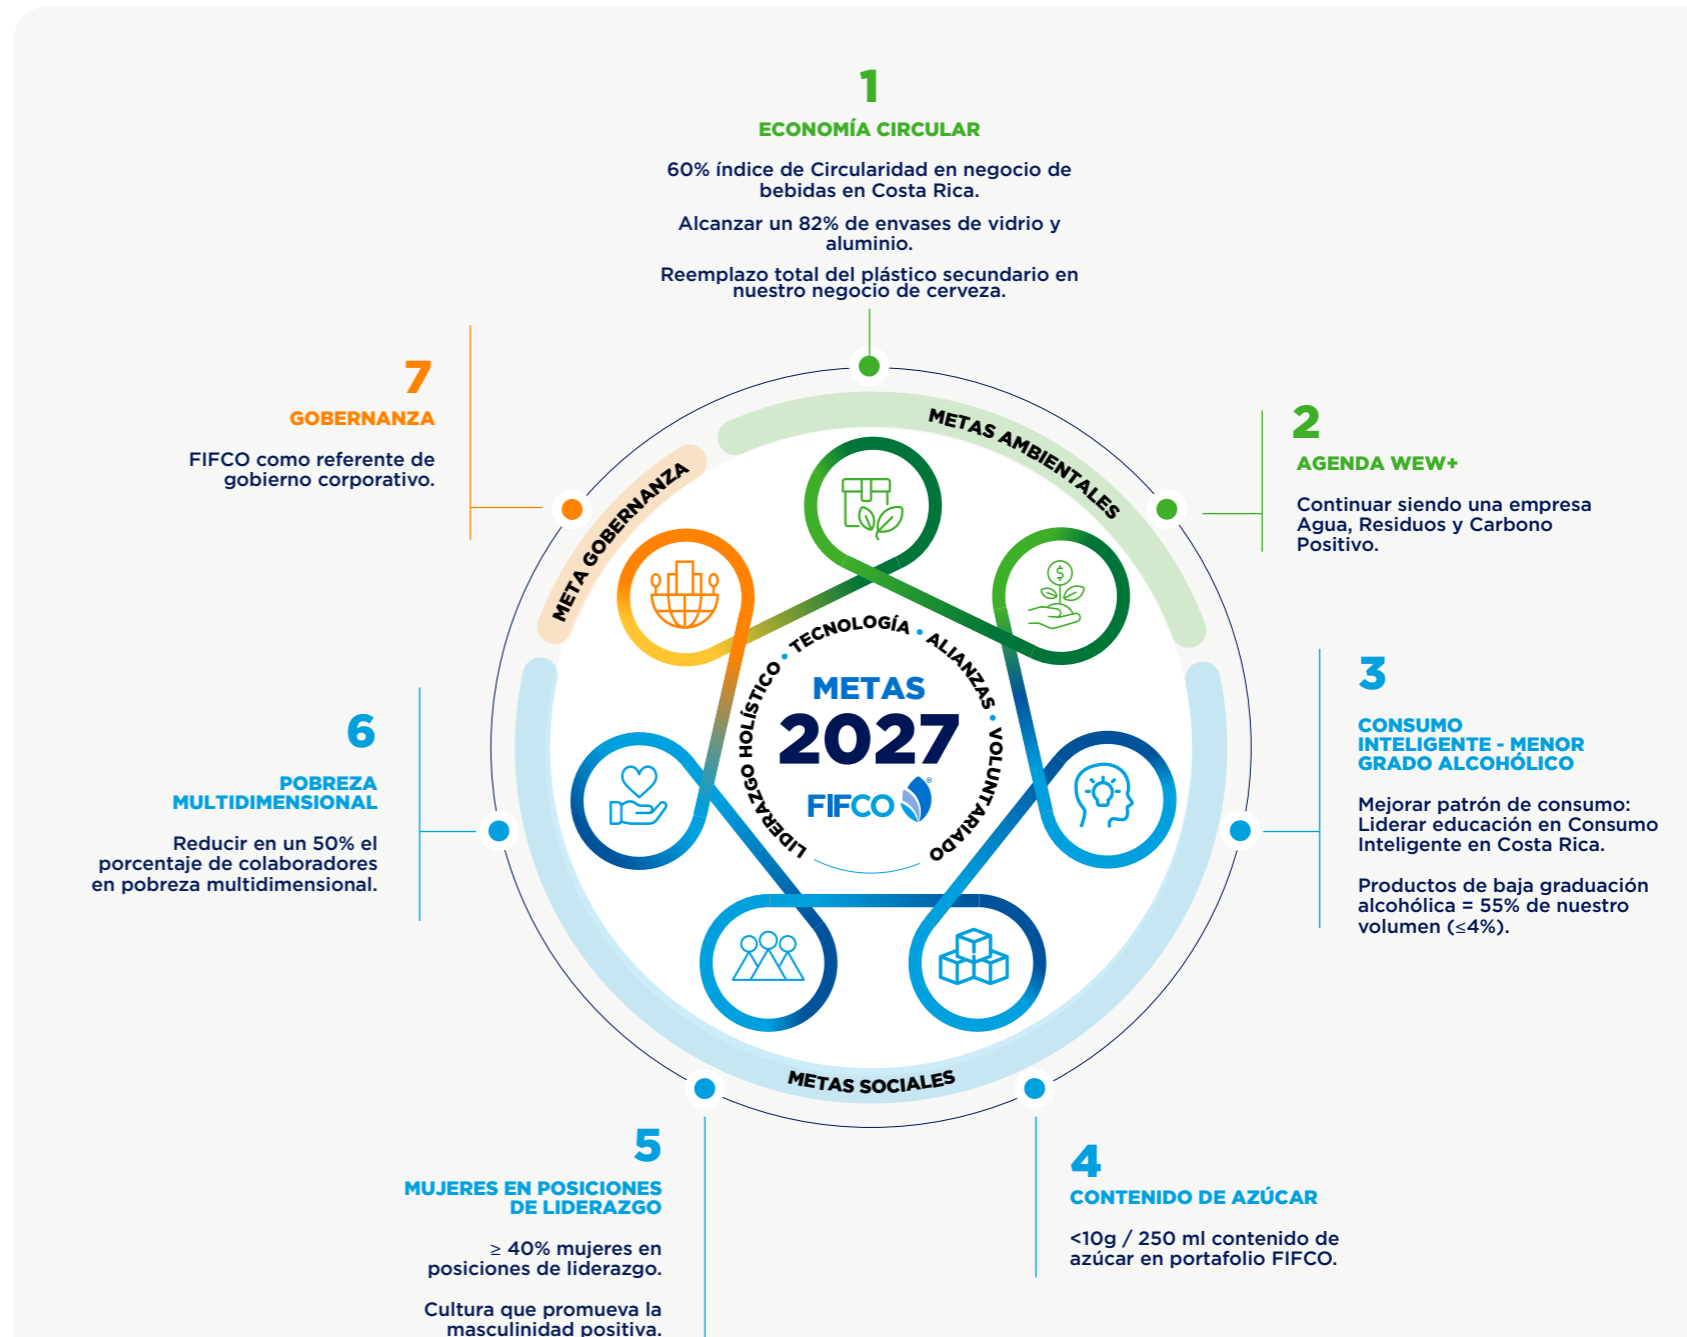 1
ECONOMÍA CIRCULAR
60% índice de Circularidad en negocio de
bebidas en Costa Rica.
Alcanzar un 82% de envases de vidrio y
aluminio.
Reemplazo total del plástico secundario en
nuestro negocio de cerveza.
2
AGENDA WEW+
Continuar siendo una empresa
Agua, Residuos y Carbono
Positivo.
3
CONSUMO
INTELIGENTE - MENOR
GRADO ALCOHÓLICO
Mejorar patrón de consumo:
Liderar educación en Consumo
Inteligente en Costa Rica.
Productos de baja graduación
alcohólica = 55% de nuestro
volumen (≤4%).
4
CONTENIDO DE AZÚCAR
<10g / 250 ml contenido de
azúcar en portafolio FIFCO.
5
MUJERES EN POSICIONES
DE LIDERAZGO
≥ 40% mujeres en
posiciones de liderazgo.
Cultura que promueva la
masculinidad positiva.
6
POBREZA
MULTIDIMENSIONAL
Reducir en un 50% el
porcentaje de colaboradores
en pobreza multidimensional.
7
GOBERNANZA
FIFCO como referente de
gobierno corporativo.
META GOBERNANZA
METAS AMBIENTALES
METAS SOCIALES
LIDERAZGO HOLÍSTICO • TECNOLOGÍA • ALIANZAS • VOLUNTARIADO
METAS
2027
FIFCO®
$